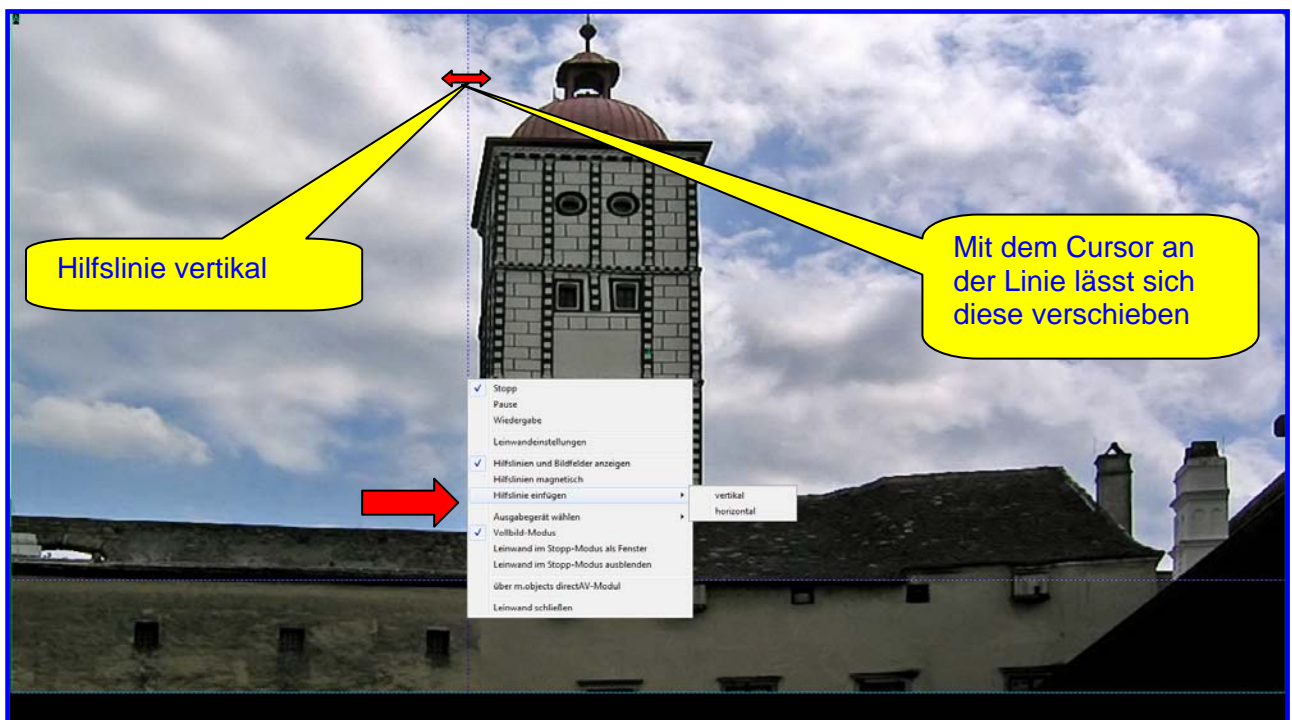 Hilfslinie vertikal
Mit dem Cursor an
der Linie lässt sich
diese verschieben
Stopp
Pause
Wiedergabe
Leinwandeinstellungen
Hilfslinien und Bildfelder anzeigen
Hilfslinien magnetisch
Hilfslinie einfügen
vertikal
horizontal
Ausgabegerät wählen
Vollbild-Modus
Leinwand im Stopp-Modus als Fenster
Leinwand im Stopp-Modus ausblenden
über m.objects directAV-Modul
Leinwand schließen